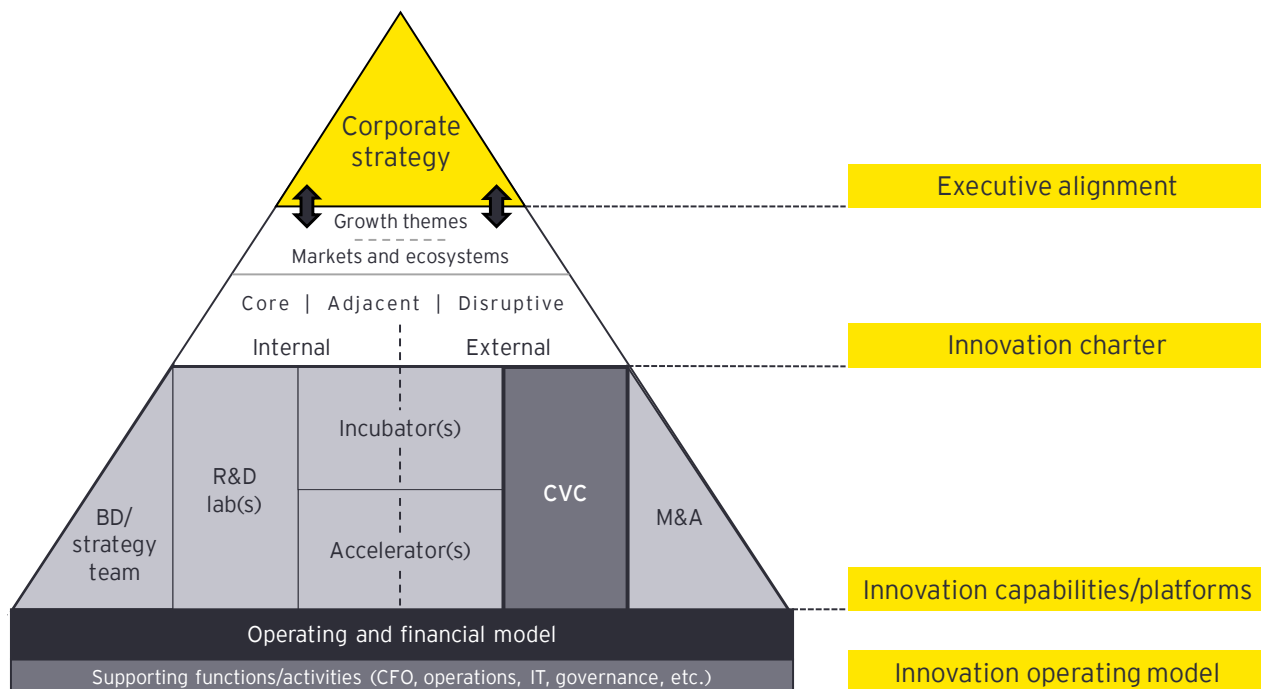 Corporate
strategy
Executive alignment
Growth themes
Markets and ecosystems
Core | Adjacent | Disruptive
Internal
External
Innovation charter
BD/
strategy
team
R&D
lab(s)
Incubator(s)
Accelerator(s)
CVC
M&A
Innovation capabilities/platforms
Operating and financial model
Supporting functions/activities (CFO, operations, IT, governance, etc.)
Innovation operating model